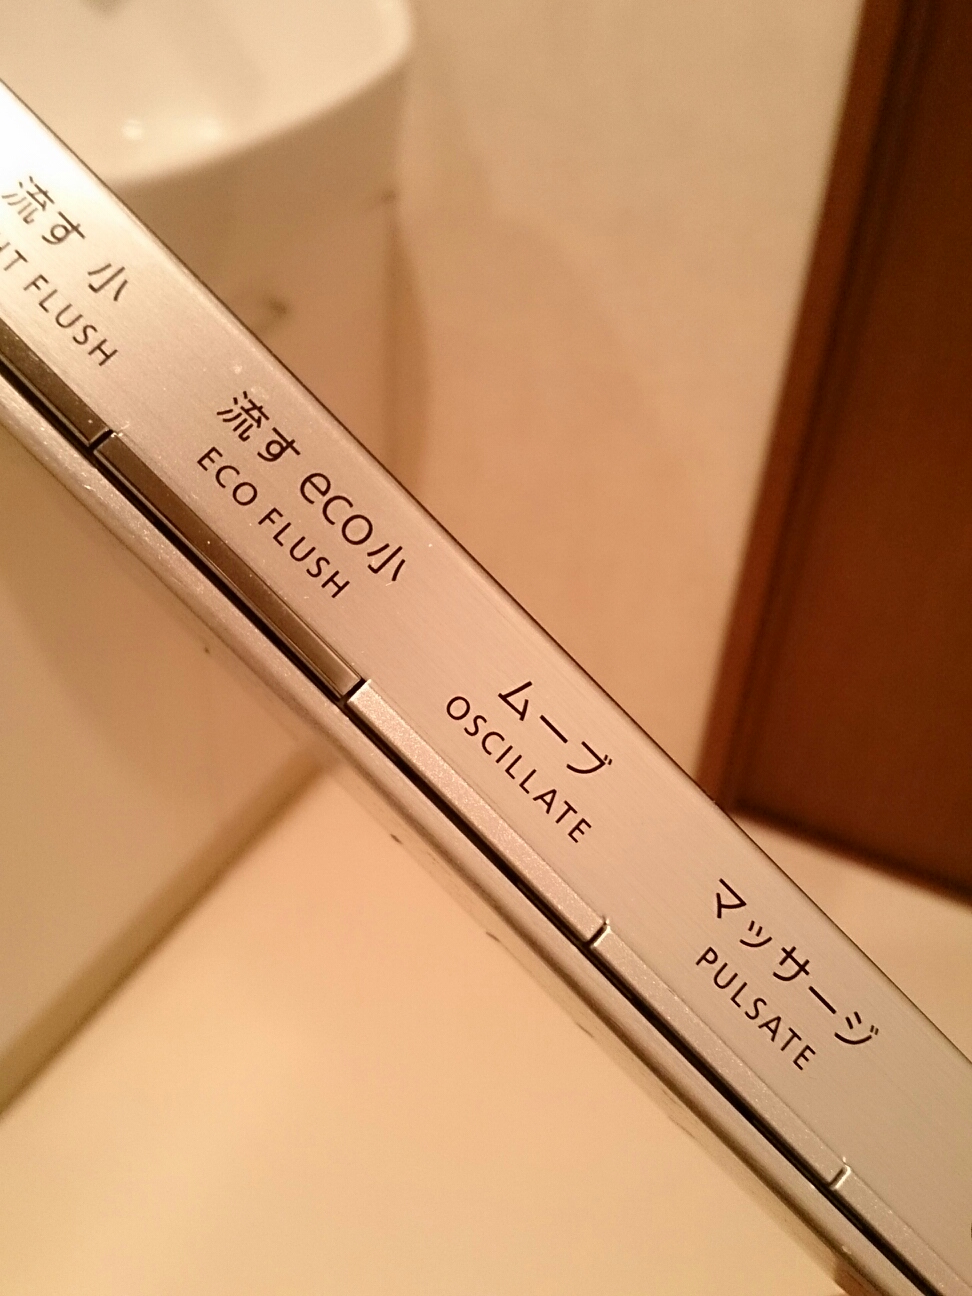 流す 小
FLUSH
流す eco小
ECO FLUSH
ムーブ
OSCILLATE
マッサージ
PULSATE